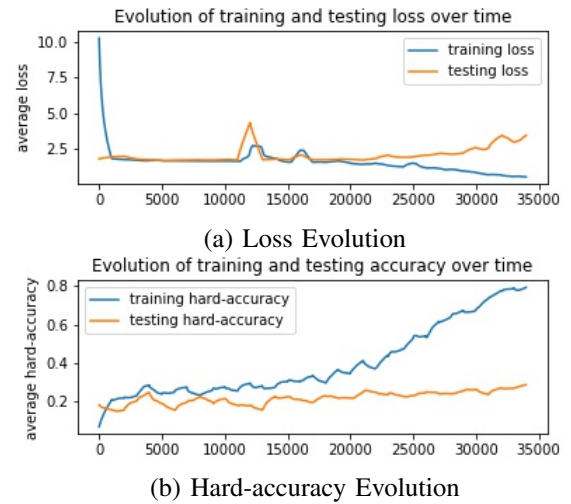 Evolution of training and testing loss over time
10.0
7.5
5.0
2.5
average loss
training loss
testing loss
0 5000 10000 15000 20000 25000 30000 35000
(a) Loss Evolution
Evolution of training and testing accuracy over time
0.8
0.6
0.4
0.2
average hard-accuracy
training hard-accuracy
testing hard-accuracy
0 5000 10000 15000 20000 25000 30000 35000
(b) Hard-accuracy Evolution